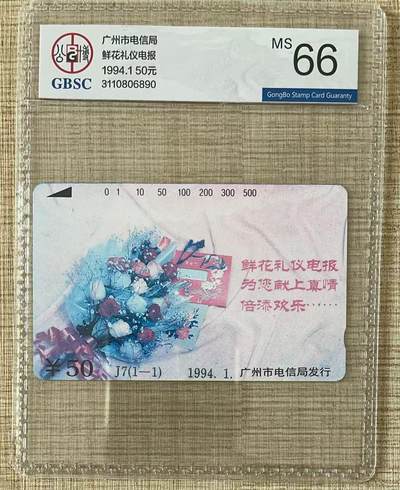 广州市电信局
鲜花礼仪电报
1994.1 50元
3110806890
GBSC
MS 66
GongBo Stamp Card Guaranty
0 1 10 50 100 200 300 500
鲜花礼仪电报
为您献上真情
倍添欢乐……
¥50 J7(1—1) 1994.1. 广州市电信局发行